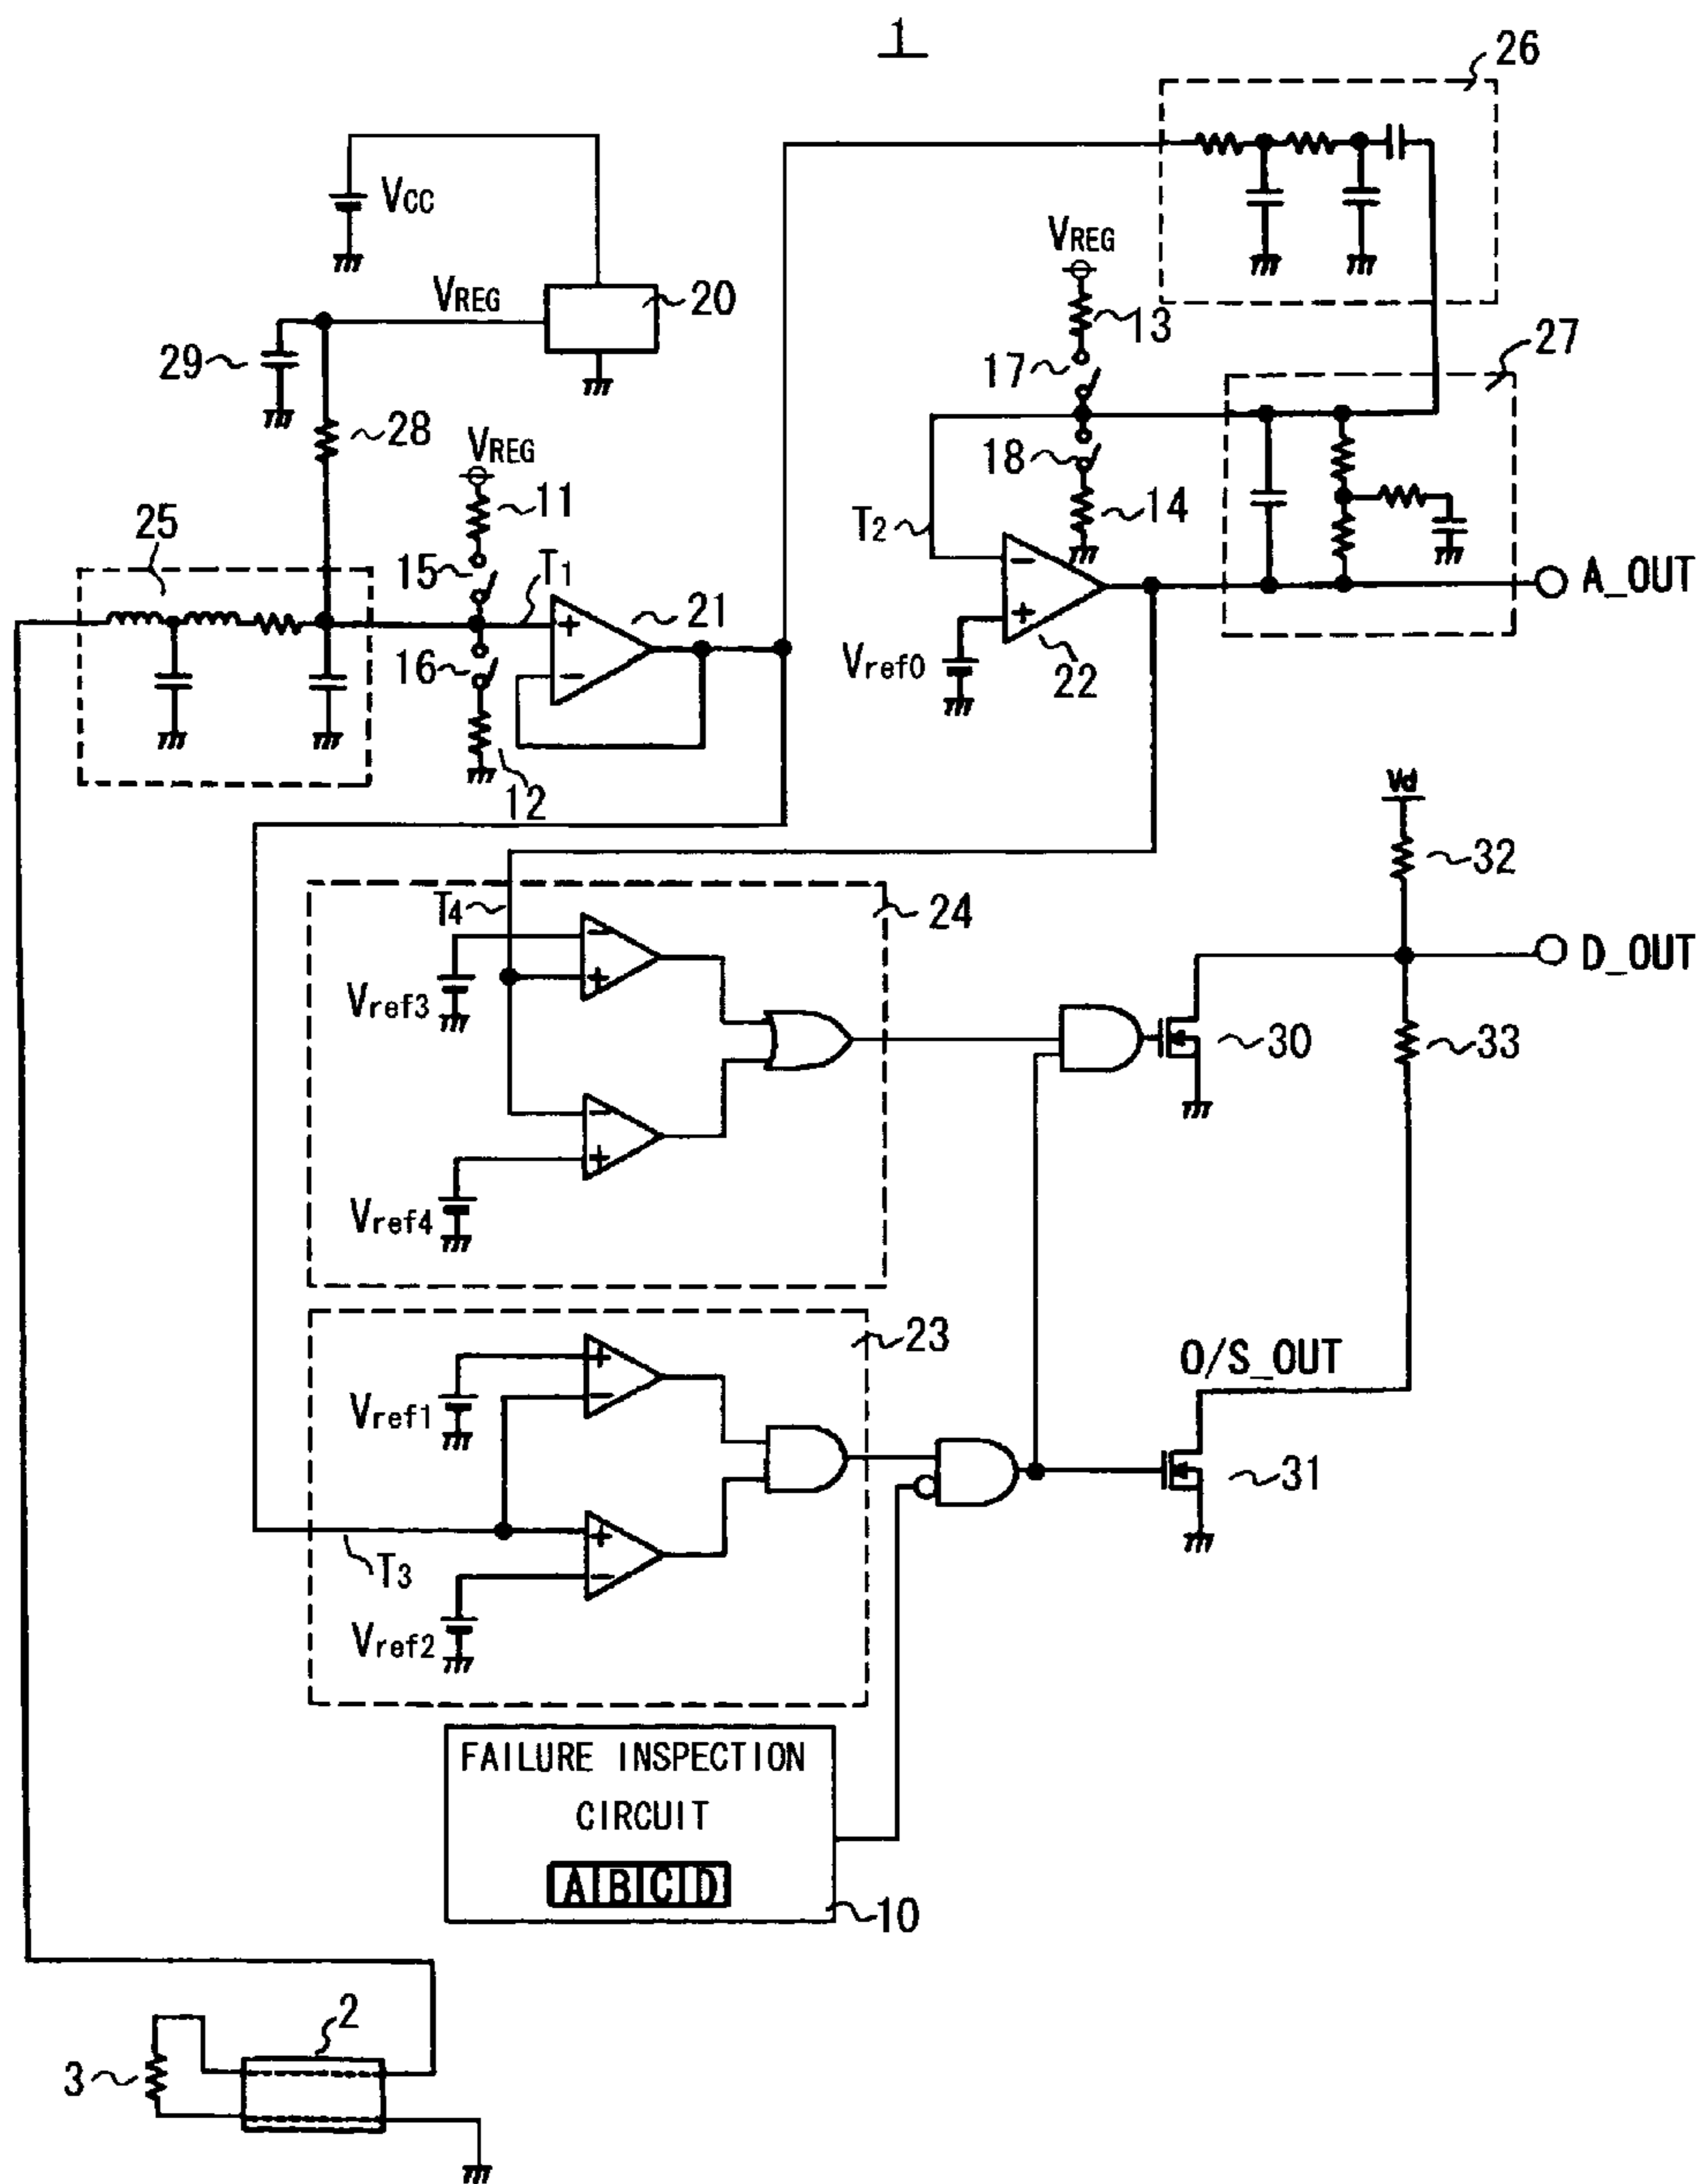 1
26
VCC
VREG
20
VREG
13
27
29
17
28
VREG
18
11
14
25
T2
15
T1
A_OUT
21
16
Vref0
22
12
Vd
32
T4
24
D_OUT
Vref3
30
33
Vref4
23
O/S_OUT
Vref1
31
T3
Vref2
FAILURE INSPECTION
CIRCUIT
A B C D
10
2
3